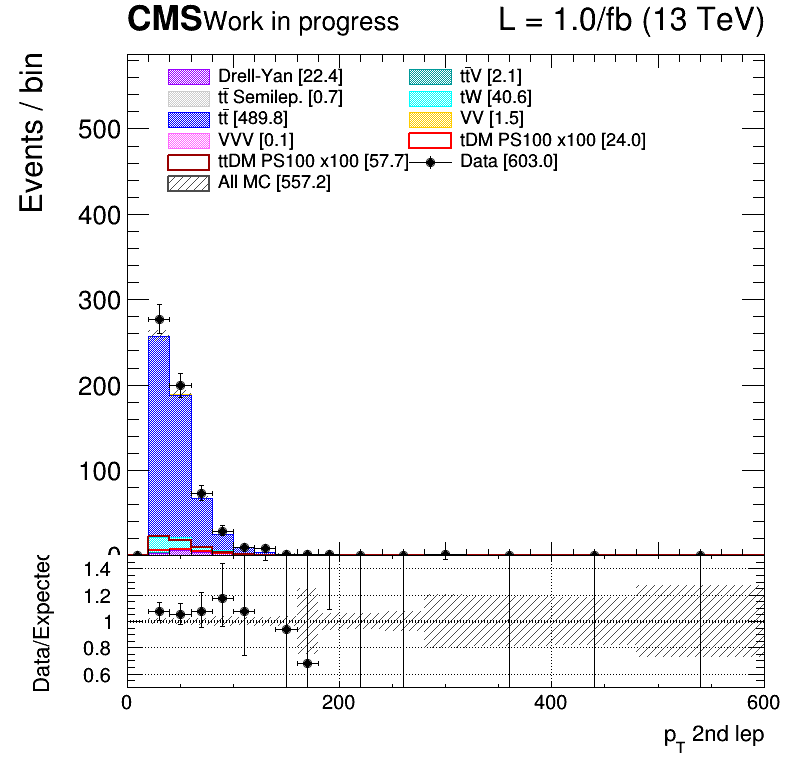 CMS Work in progress L = 1.0/fb (13 TeV)
Events / bin
Drell-Yan [22.4] tt̄V [2.1]
tt̄ Semilep. [0.7] tW [40.6]
tt̄ [489.8] VV [1.5]
VVV [0.1] tDM PS100 x100 [24.0]
ttDM PS100 x100 [57.7] Data [603.0]
All MC [557.2]
500
400
300
200
100
0
Data/Expected
1.4
1.2
1
0.8
0.6
0 200 400 600
p_T 2nd lep